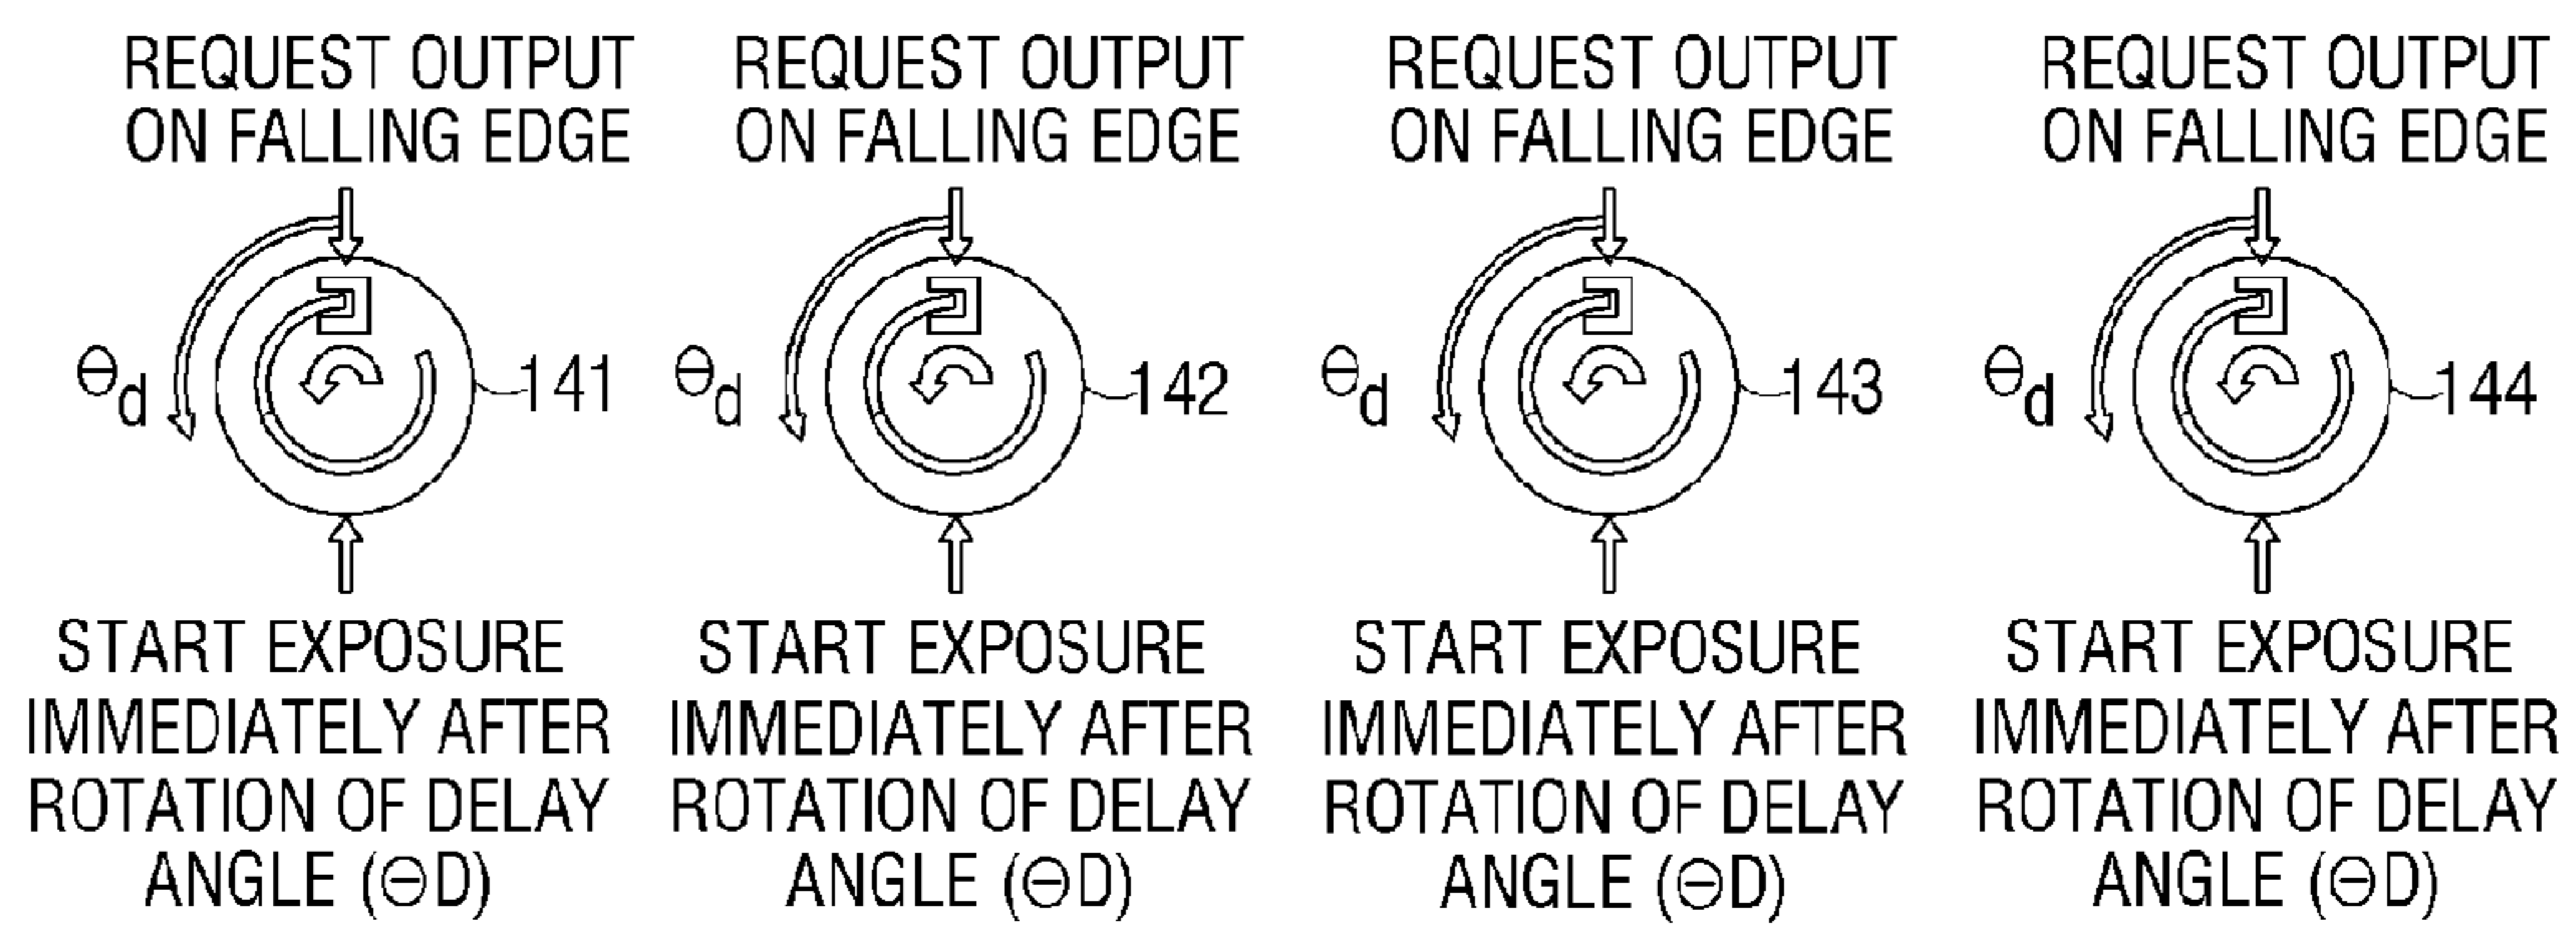 REQUEST OUTPUT
ON FALLING EDGE
REQUEST OUTPUT
ON FALLING EDGE
REQUEST OUTPUT
ON FALLING EDGE
REQUEST OUTPUT
ON FALLING EDGE
Θd
141
Θd
142
Θd
143
Θd
144
START EXPOSURE
IMMEDIATELY AFTER
ROTATION OF DELAY
ANGLE (ΘD)
START EXPOSURE
IMMEDIATELY AFTER
ROTATION OF DELAY
ANGLE (ΘD)
START EXPOSURE
IMMEDIATELY AFTER
ROTATION OF DELAY
ANGLE (ΘD)
START EXPOSURE
IMMEDIATELY AFTER
ROTATION OF DELAY
ANGLE (ΘD)